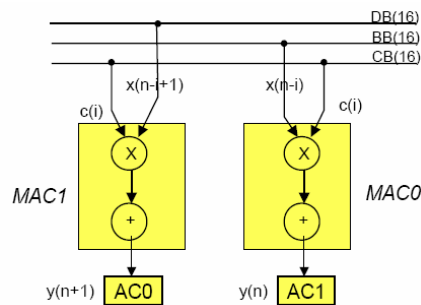 DB(16)
BB(16)
CB(16)
x(n-i+1)
x(n-i)
c(i)
c(i)
X
X
MAC1
MAC0
+
+
y(n+1)
AC0
y(n)
AC1